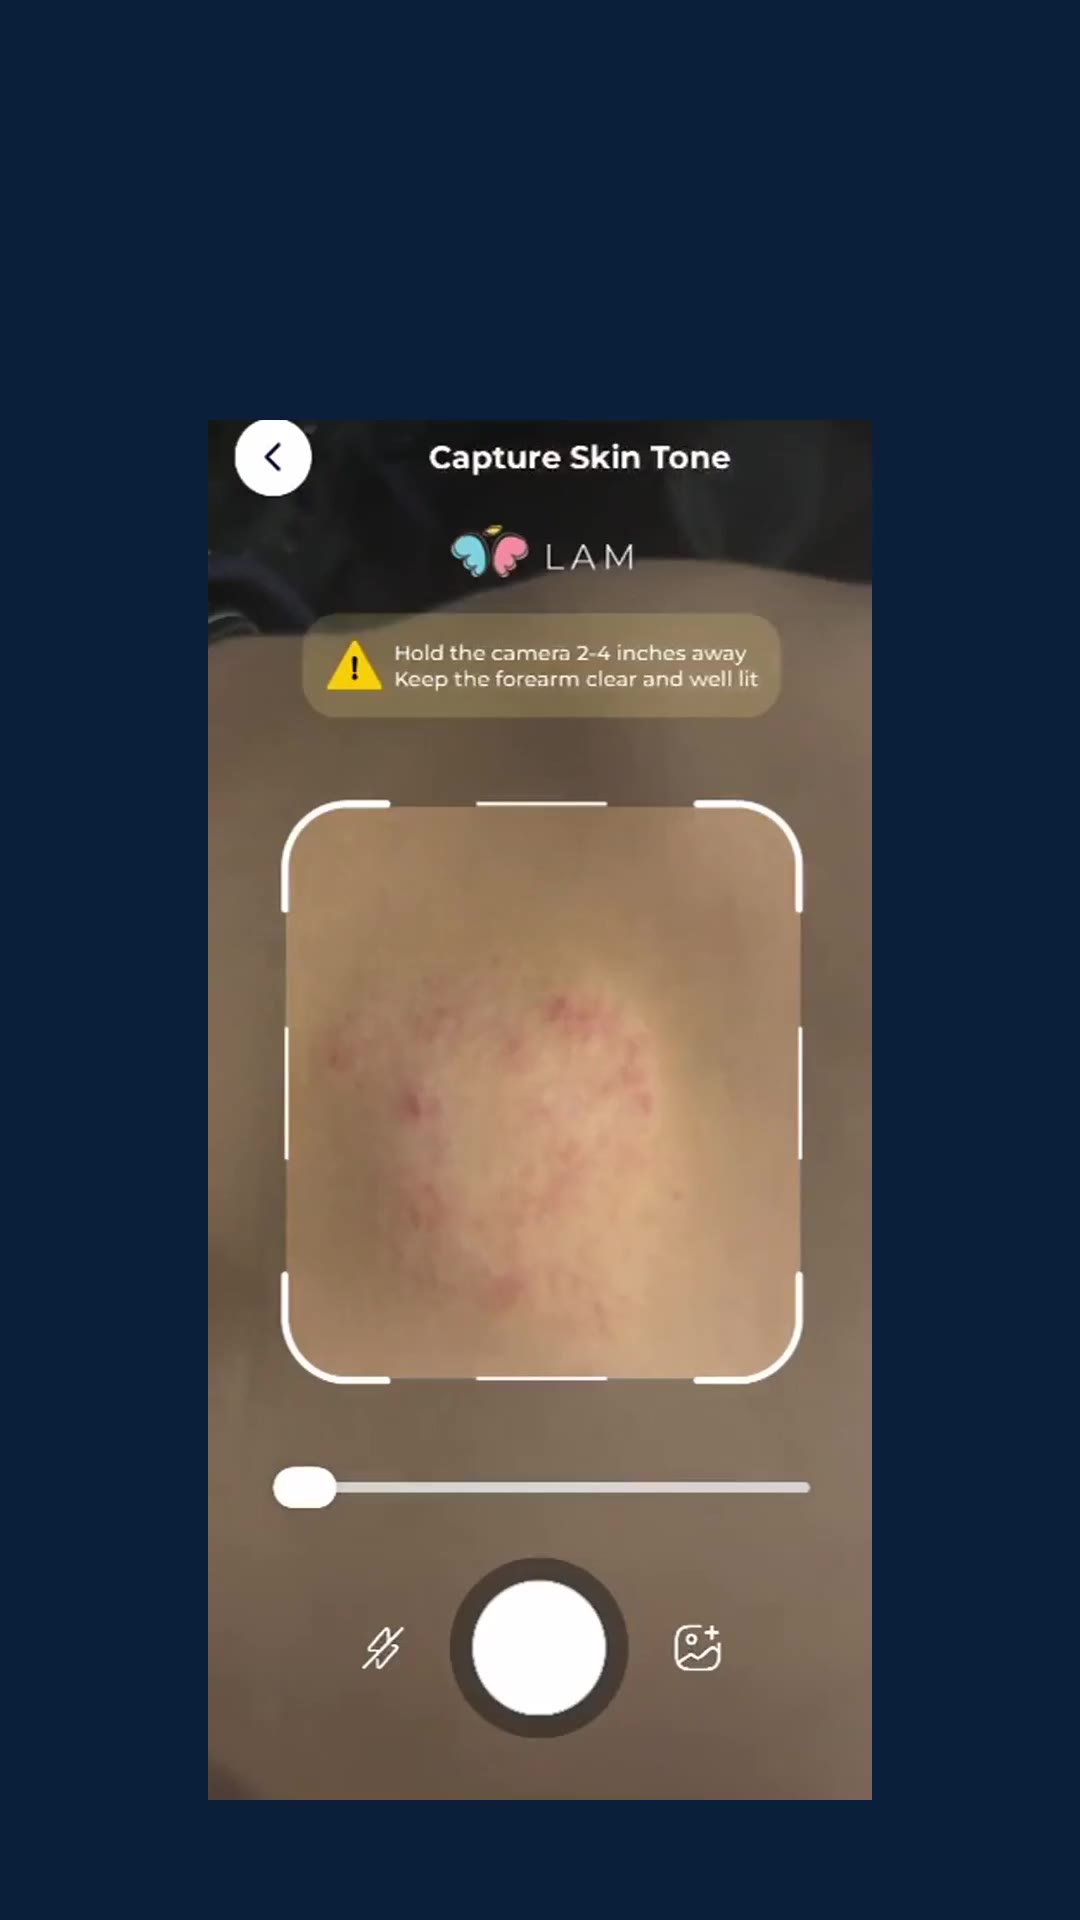 Capture Skin Tone
LAM
Hold the camera 2-4 inches away
Keep the forearm clear and well lit